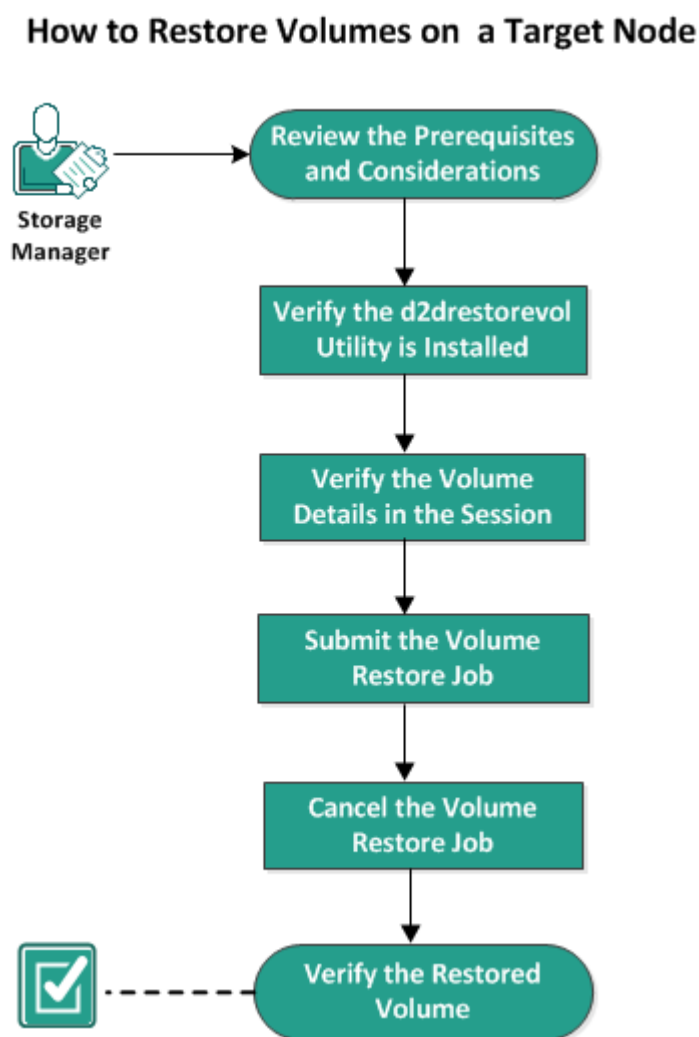 How to Restore Volumes on a Target Node
Review the Prerequisites
and Considerations
Storage
Manager
Verify the d2drestorevol
Utility is Installed
Verify the Volume
Details in the Session
Submit the Volume
Restore Job
Cancel the Volume
Restore Job
Verify the Restored
Volume